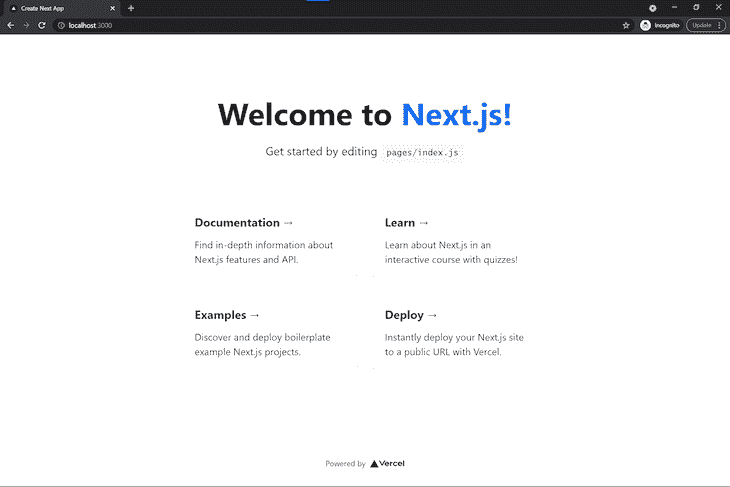 Create Next App
localhost:3000
Incognito
Update
Welcome to Next.js!
Get started by editing pages/index.js
Documentation →
Find in-depth information about
Next.js features and API.
Learn →
Learn about Next.js in an
interactive course with quizzes!
Examples →
Discover and deploy boilerplate
example Next.js projects.
Deploy →
Instantly deploy your Next.js site
to a public URL with Vercel.
Powered by Vercel